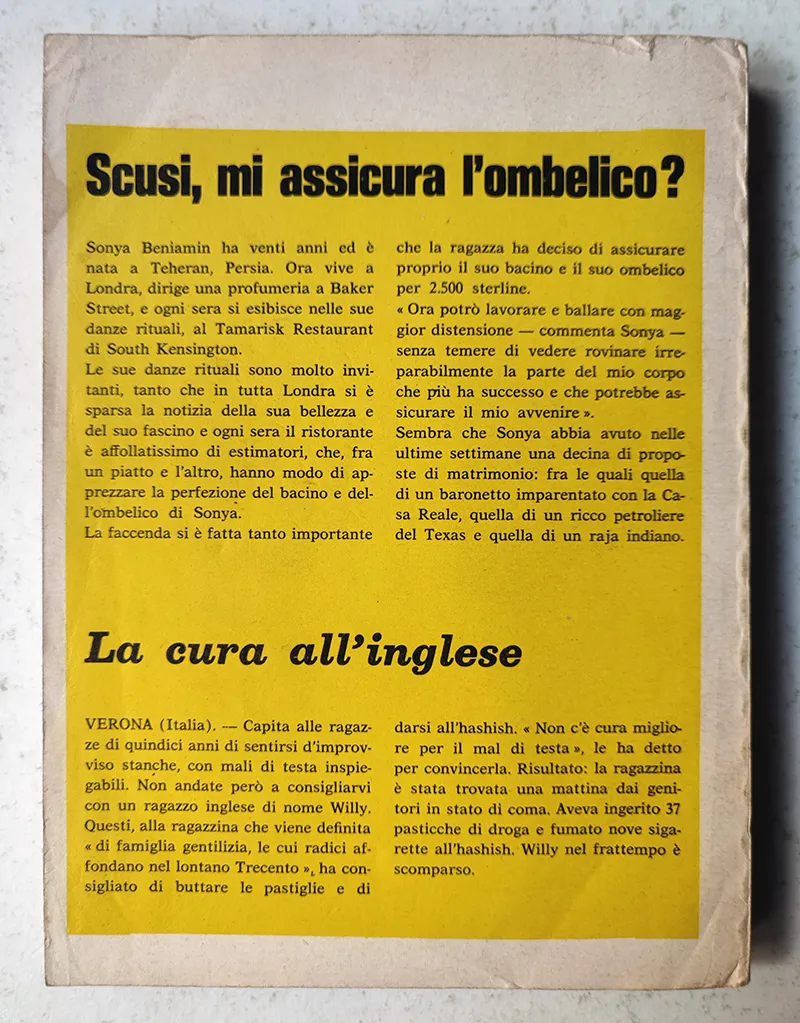 Scusi, mi assicura l'ombelico?
Sonya Beniamin ha venti anni ed è
nata a Teheran, Persia. Ora vive a
Londra, dirige una profumeria a Baker
Street, e ogni sera si esibisce nelle sue
danze rituali, al Tamarisk Restaurant
di South Kensington.
Le sue danze rituali sono molto invi-
tanti, tanto che in tutta Londra si è
sparsa la notizia della sua bellezza e
del suo fascino e ogni sera il ristorante
è affollatissimo di estimatori, che, fra
un piatto e l'altro, hanno modo di ap-
prezzare la perfezione del bacino e del-
l'ombelico di Sonya.
La faccenda si è fatta tanto importante
che la ragazza ha deciso di assicurare
proprio il suo bacino e il suo ombelico
per 2.500 sterline.
« Ora potrò lavorare e ballare con mag-
gior distensione — commenta Sonya —
senza temere di vedere rovinare irre-
parabilmente la parte del mio corpo
che più ha successo e che potrebbe as-
sicurare il mio avvenire ».
Sembra che Sonya abbia avuto nelle
ultime settimane una decina di propo-
ste di matrimonio: fra le quali quella
di un baronetto imparentato con la Ca-
sa Reale, quella di un ricco petroliere
del Texas e quella di un raja indiano.
La cura all'inglese
VERONA (Italia). — Capita alle ragaz-
ze di quindici anni di sentirsi d'improv-
viso stanche, con mali di testa inspie-
gabili. Non andate però a consigliarvi
con un ragazzo inglese di nome Willy.
Questi, alla ragazzina che viene definita
« di famiglia gentilizia, le cui radici af-
fondano nel lontano Trecento », ha con-
sigliato di buttare le pastiglie e di
darsi all'hashish. « Non c'è cura miglio-
re per il mal di testa », le ha detto
per convincerla. Risultato: la ragazzina
è stata trovata una mattina dai geni-
tori in stato di coma. Aveva ingerito 37
pasticche di droga e fumato nove siga-
rette all'hashish. Willy nel frattempo è
scomparso.